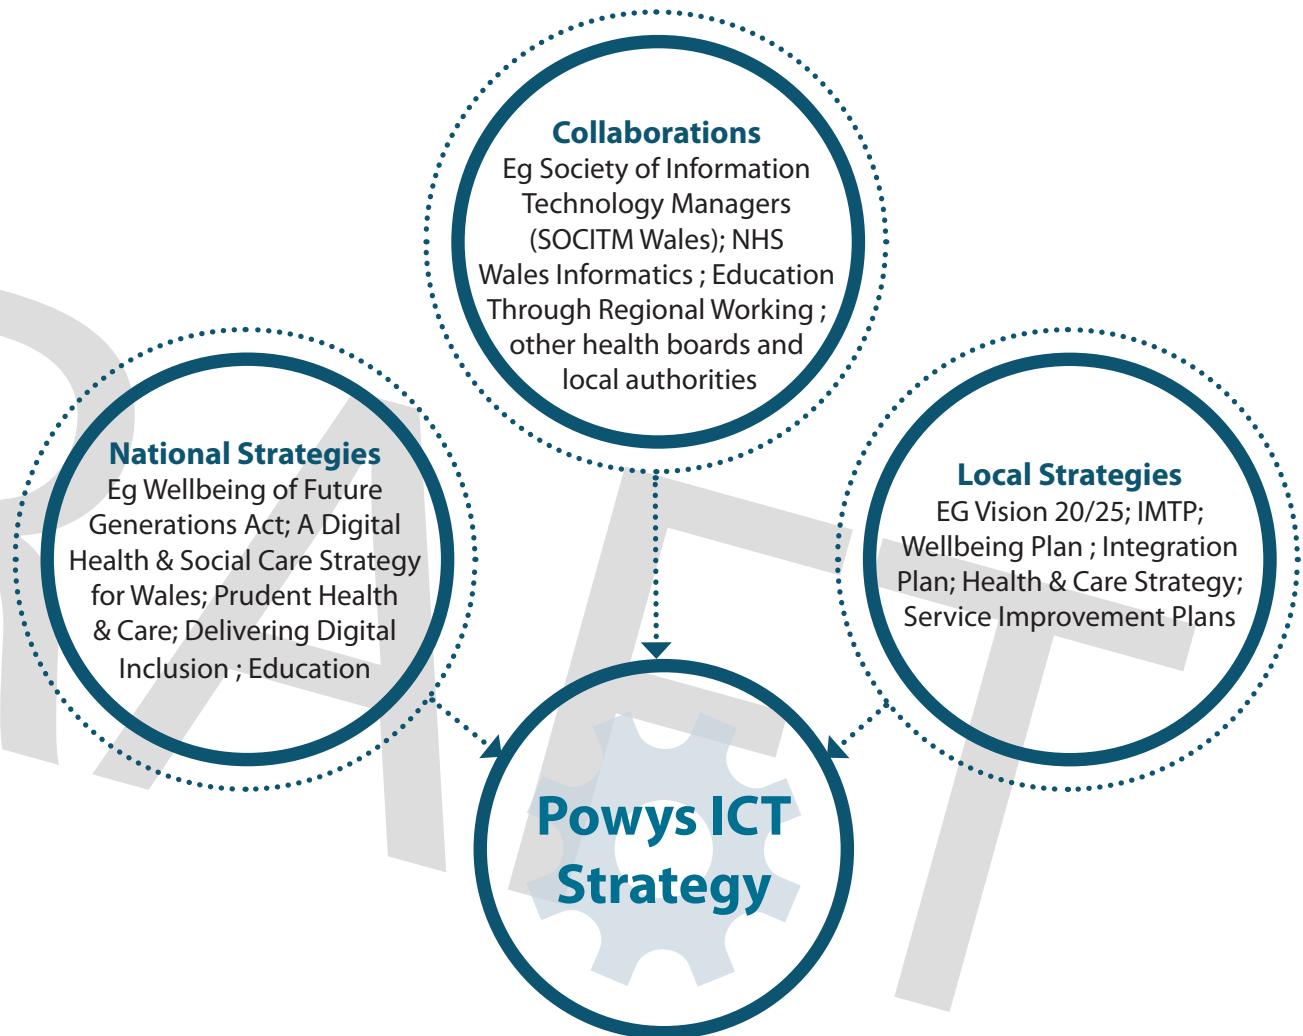 Collaborations
Eg Society of Information
Technology Managers
(SOCITM Wales); NHS
Wales Informatics ; Education
Through Regional Working ;
other health boards and
local authorities
National Strategies
Eg Wellbeing of Future
Generations Act; A Digital
Health & Social Care Strategy
for Wales; Prudent Health
& Care; Delivering Digital
Inclusion ; Education
Local Strategies
EG Vision 20/25; IMTP;
Wellbeing Plan ; Integration
Plan; Health & Care Strategy;
Service Improvement Plans
Powys ICT
Strategy
RAFT